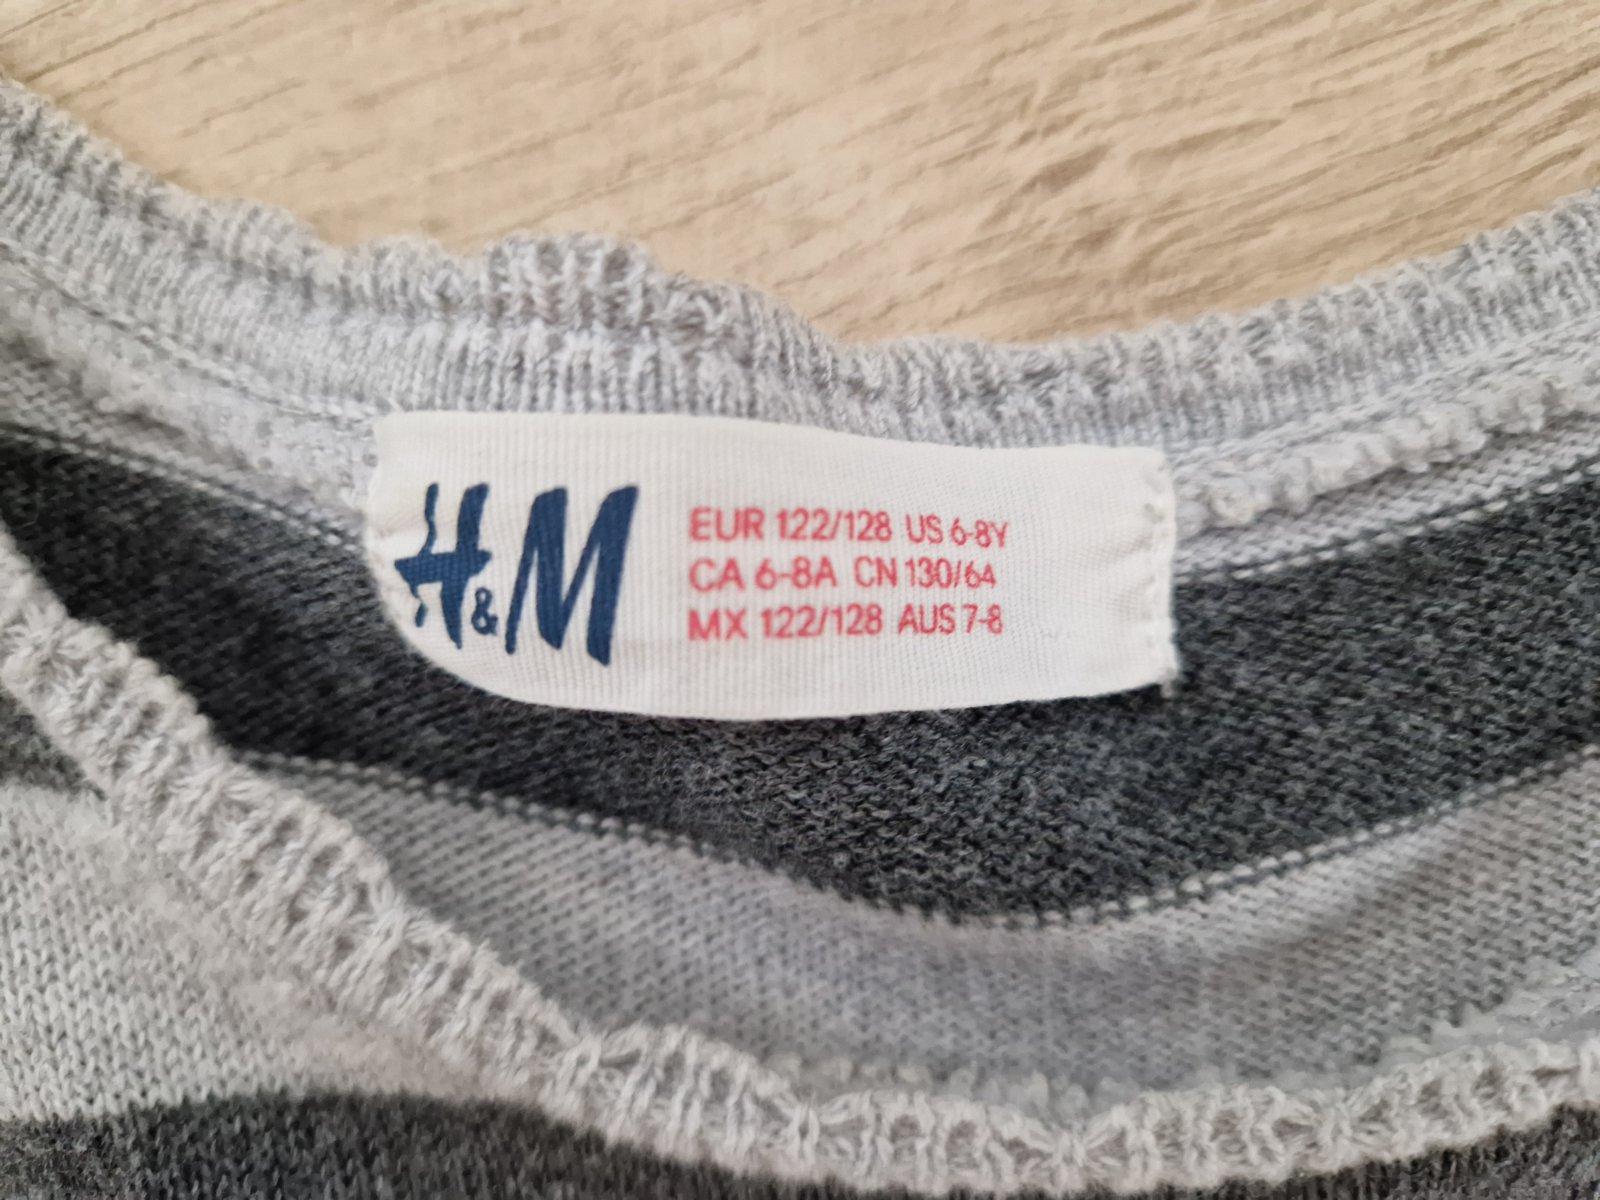 H&M
EUR 122/128 US 6-8Y
CA 6-8A CN 130/64
MX 122/128 AUS 7-8